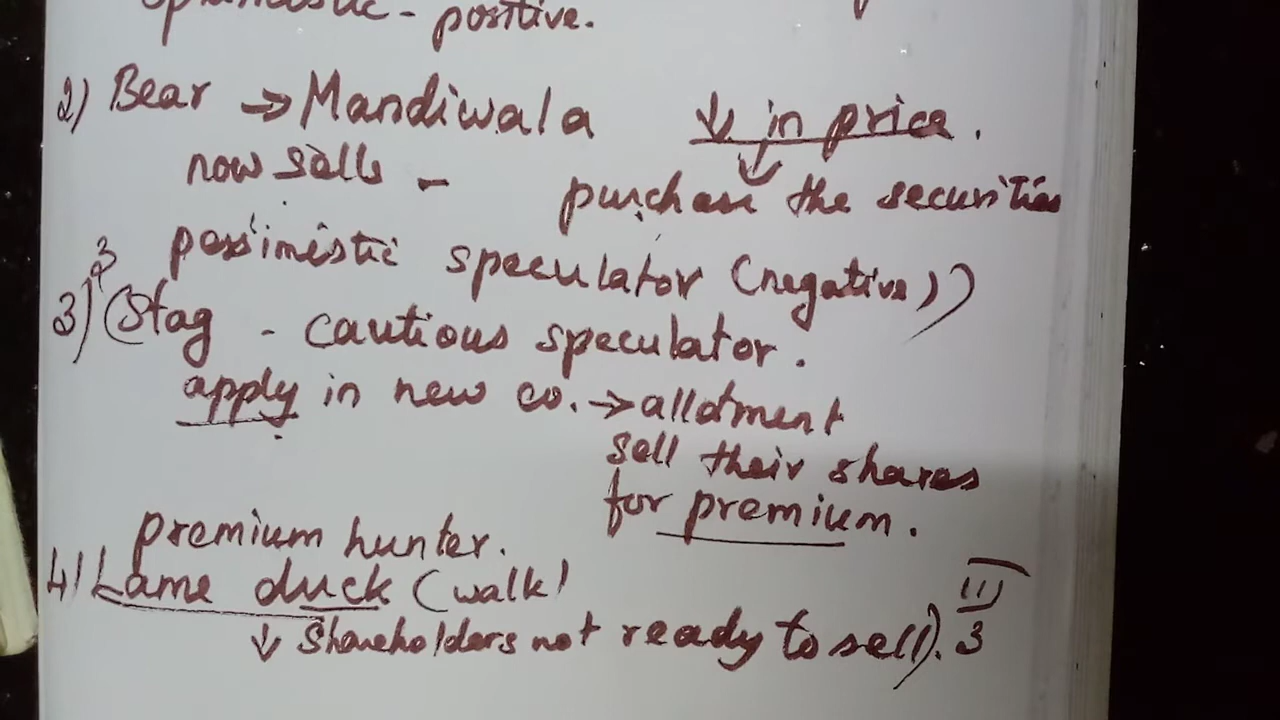 optimistic - positive.
2) Bear → Mandiwala ↓ in price.
now sells - ↓ purchase the securities
pessimistic speculator (negative))
3
3) (Stag - cautious speculator.
apply in new co. → allotment
sell their shares
for premium.
premium hunter.
4) Lame duck (walk)
↓ Shareholders not ready to sell). 3